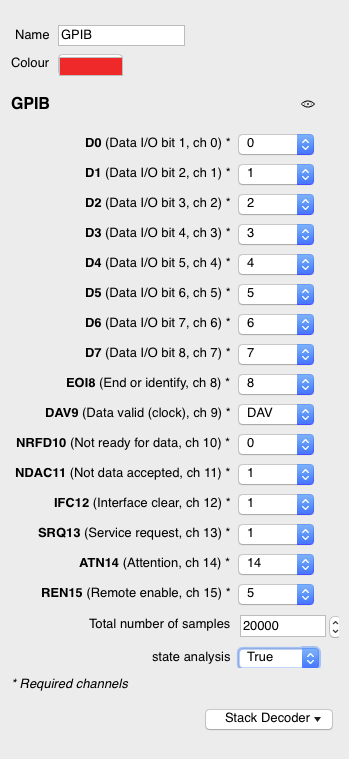 Name GPIB
Colour
GPIB
D0 (Data I/O bit 1, ch 0) * 0
D1 (Data I/O bit 2, ch 1) * 1
D2 (Data I/O bit 3, ch 2) * 2
D3 (Data I/O bit 4, ch 3) * 3
D4 (Data I/O bit 5, ch 4) * 4
D5 (Data I/O bit 6, ch 5) * 5
D6 (Data I/O bit 7, ch 6) * 6
D7 (Data I/O bit 8, ch 7) * 7
EOI8 (End or identify, ch 8) * 8
DAV9 (Data valid (clock), ch 9) * DAV
NRFD10 (Not ready for data, ch 10) * 0
NDAC11 (Not data accepted, ch 11) * 1
IFC12 (Interface clear, ch 12) * 1
SRQ13 (Service request, ch 13) * 1
ATN14 (Attention, ch 14) * 14
REN15 (Remote enable, ch 15) * 5
Total number of samples 20000
state analysis True
* Required channels
Stack Decoder